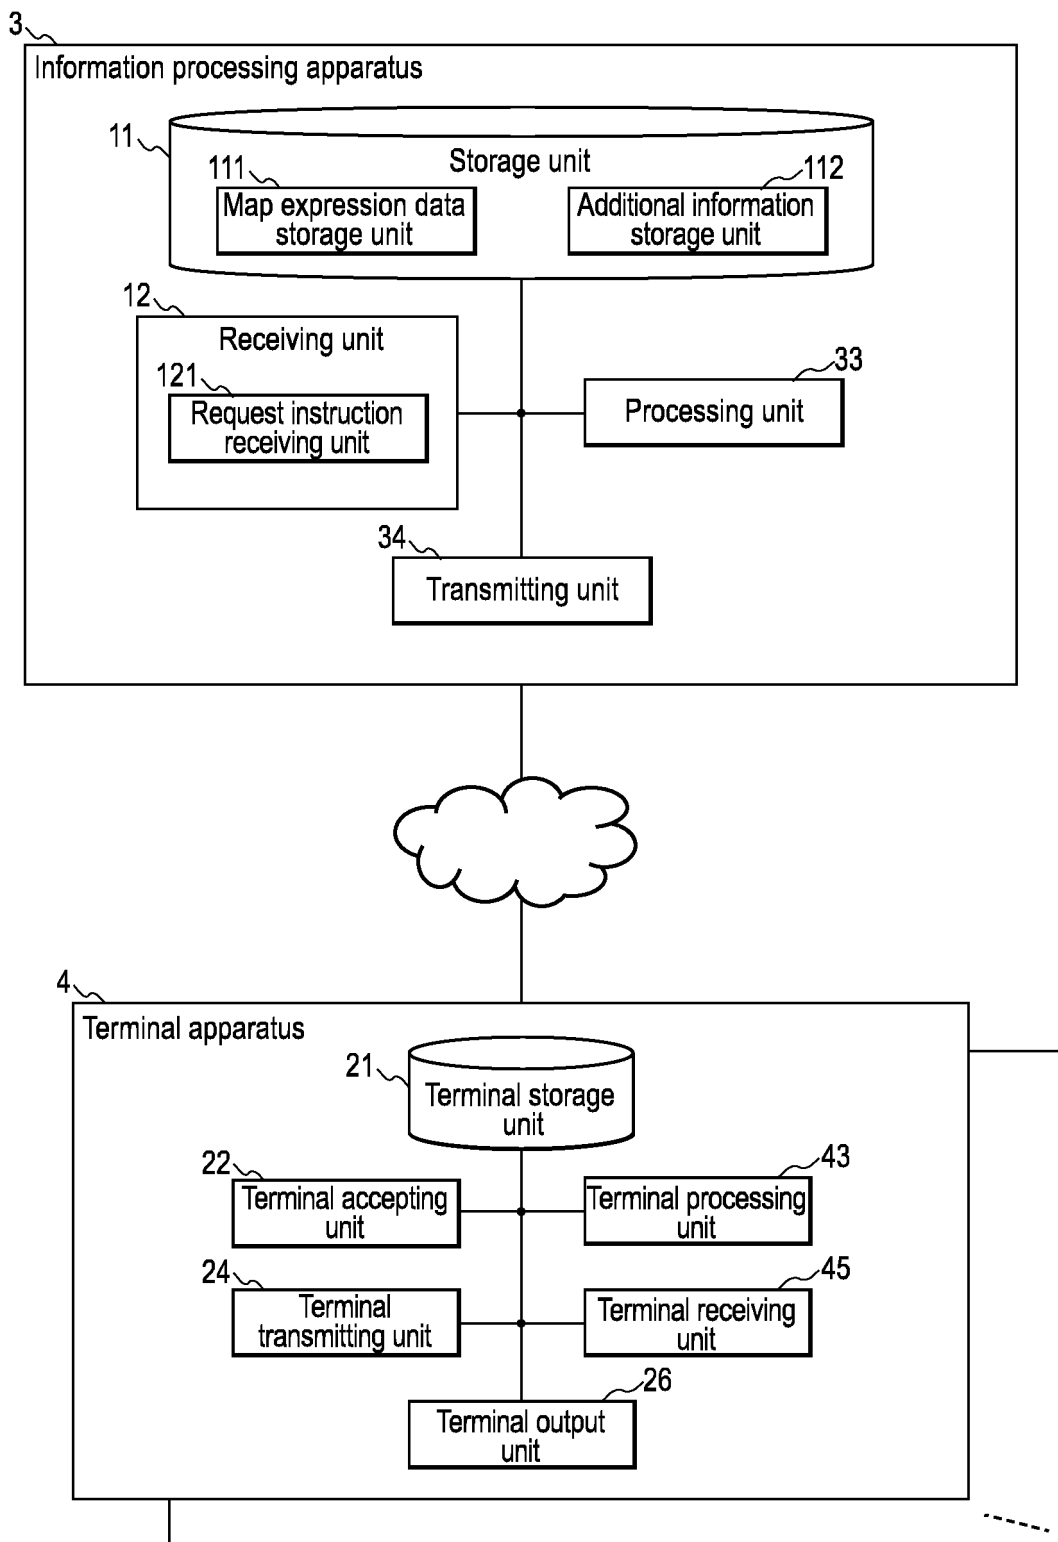 3
Information processing apparatus
11
Storage unit
111
112
Map expression data
storage unit
Additional information
storage unit
12
Receiving unit
121
Request instruction
receiving unit
33
Processing unit
34
Transmitting unit
4
Terminal apparatus
21
Terminal storage
unit
22
Terminal accepting
unit
43
Terminal processing
unit
24
Terminal
transmitting unit
45
Terminal receiving
unit
26
Terminal output
unit